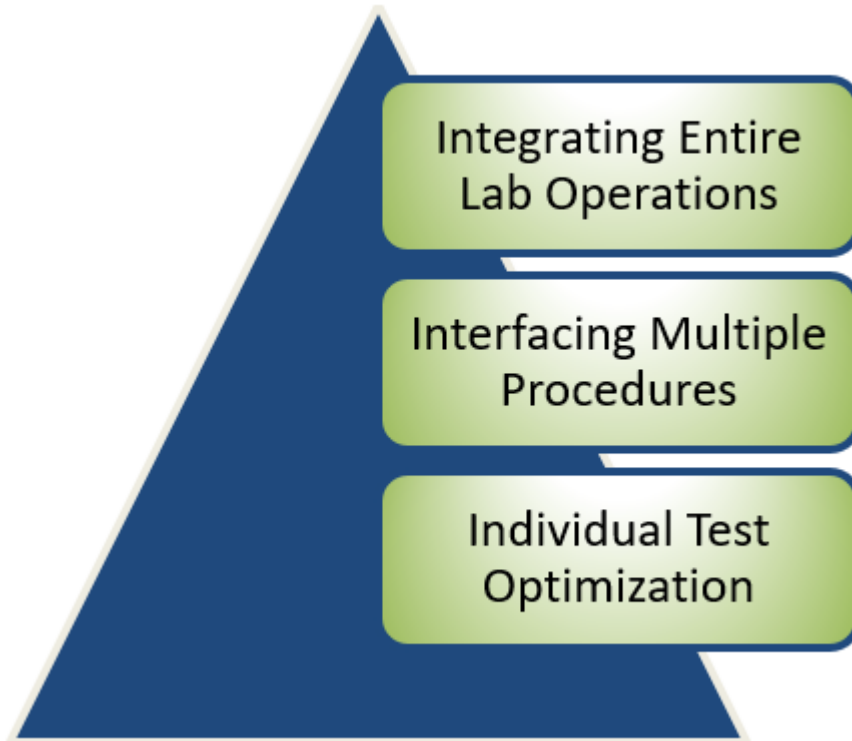 Integrating Entire
Lab Operations
Interfacing Multiple
Procedures
Individual Test
Optimization